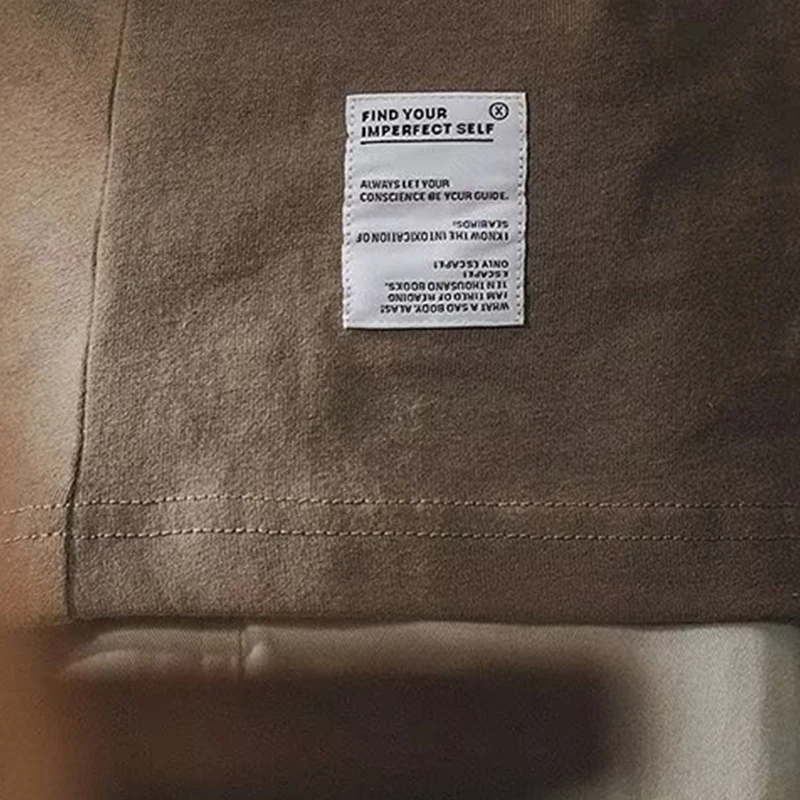 FIND YOUR ⓧ
IMPERFECT SELF
ALWAYS LET YOUR
CONSCIENCE BE YOUR GUIDE.
WHAT A SAD BODY, ALAS!
I AM TIRED OF READING
TEN THOUSAND BOOKS.
ESCAPE!
ONLY ESCAPE!
I KNOW THE INTOXICATION OF
SEABIRDS.